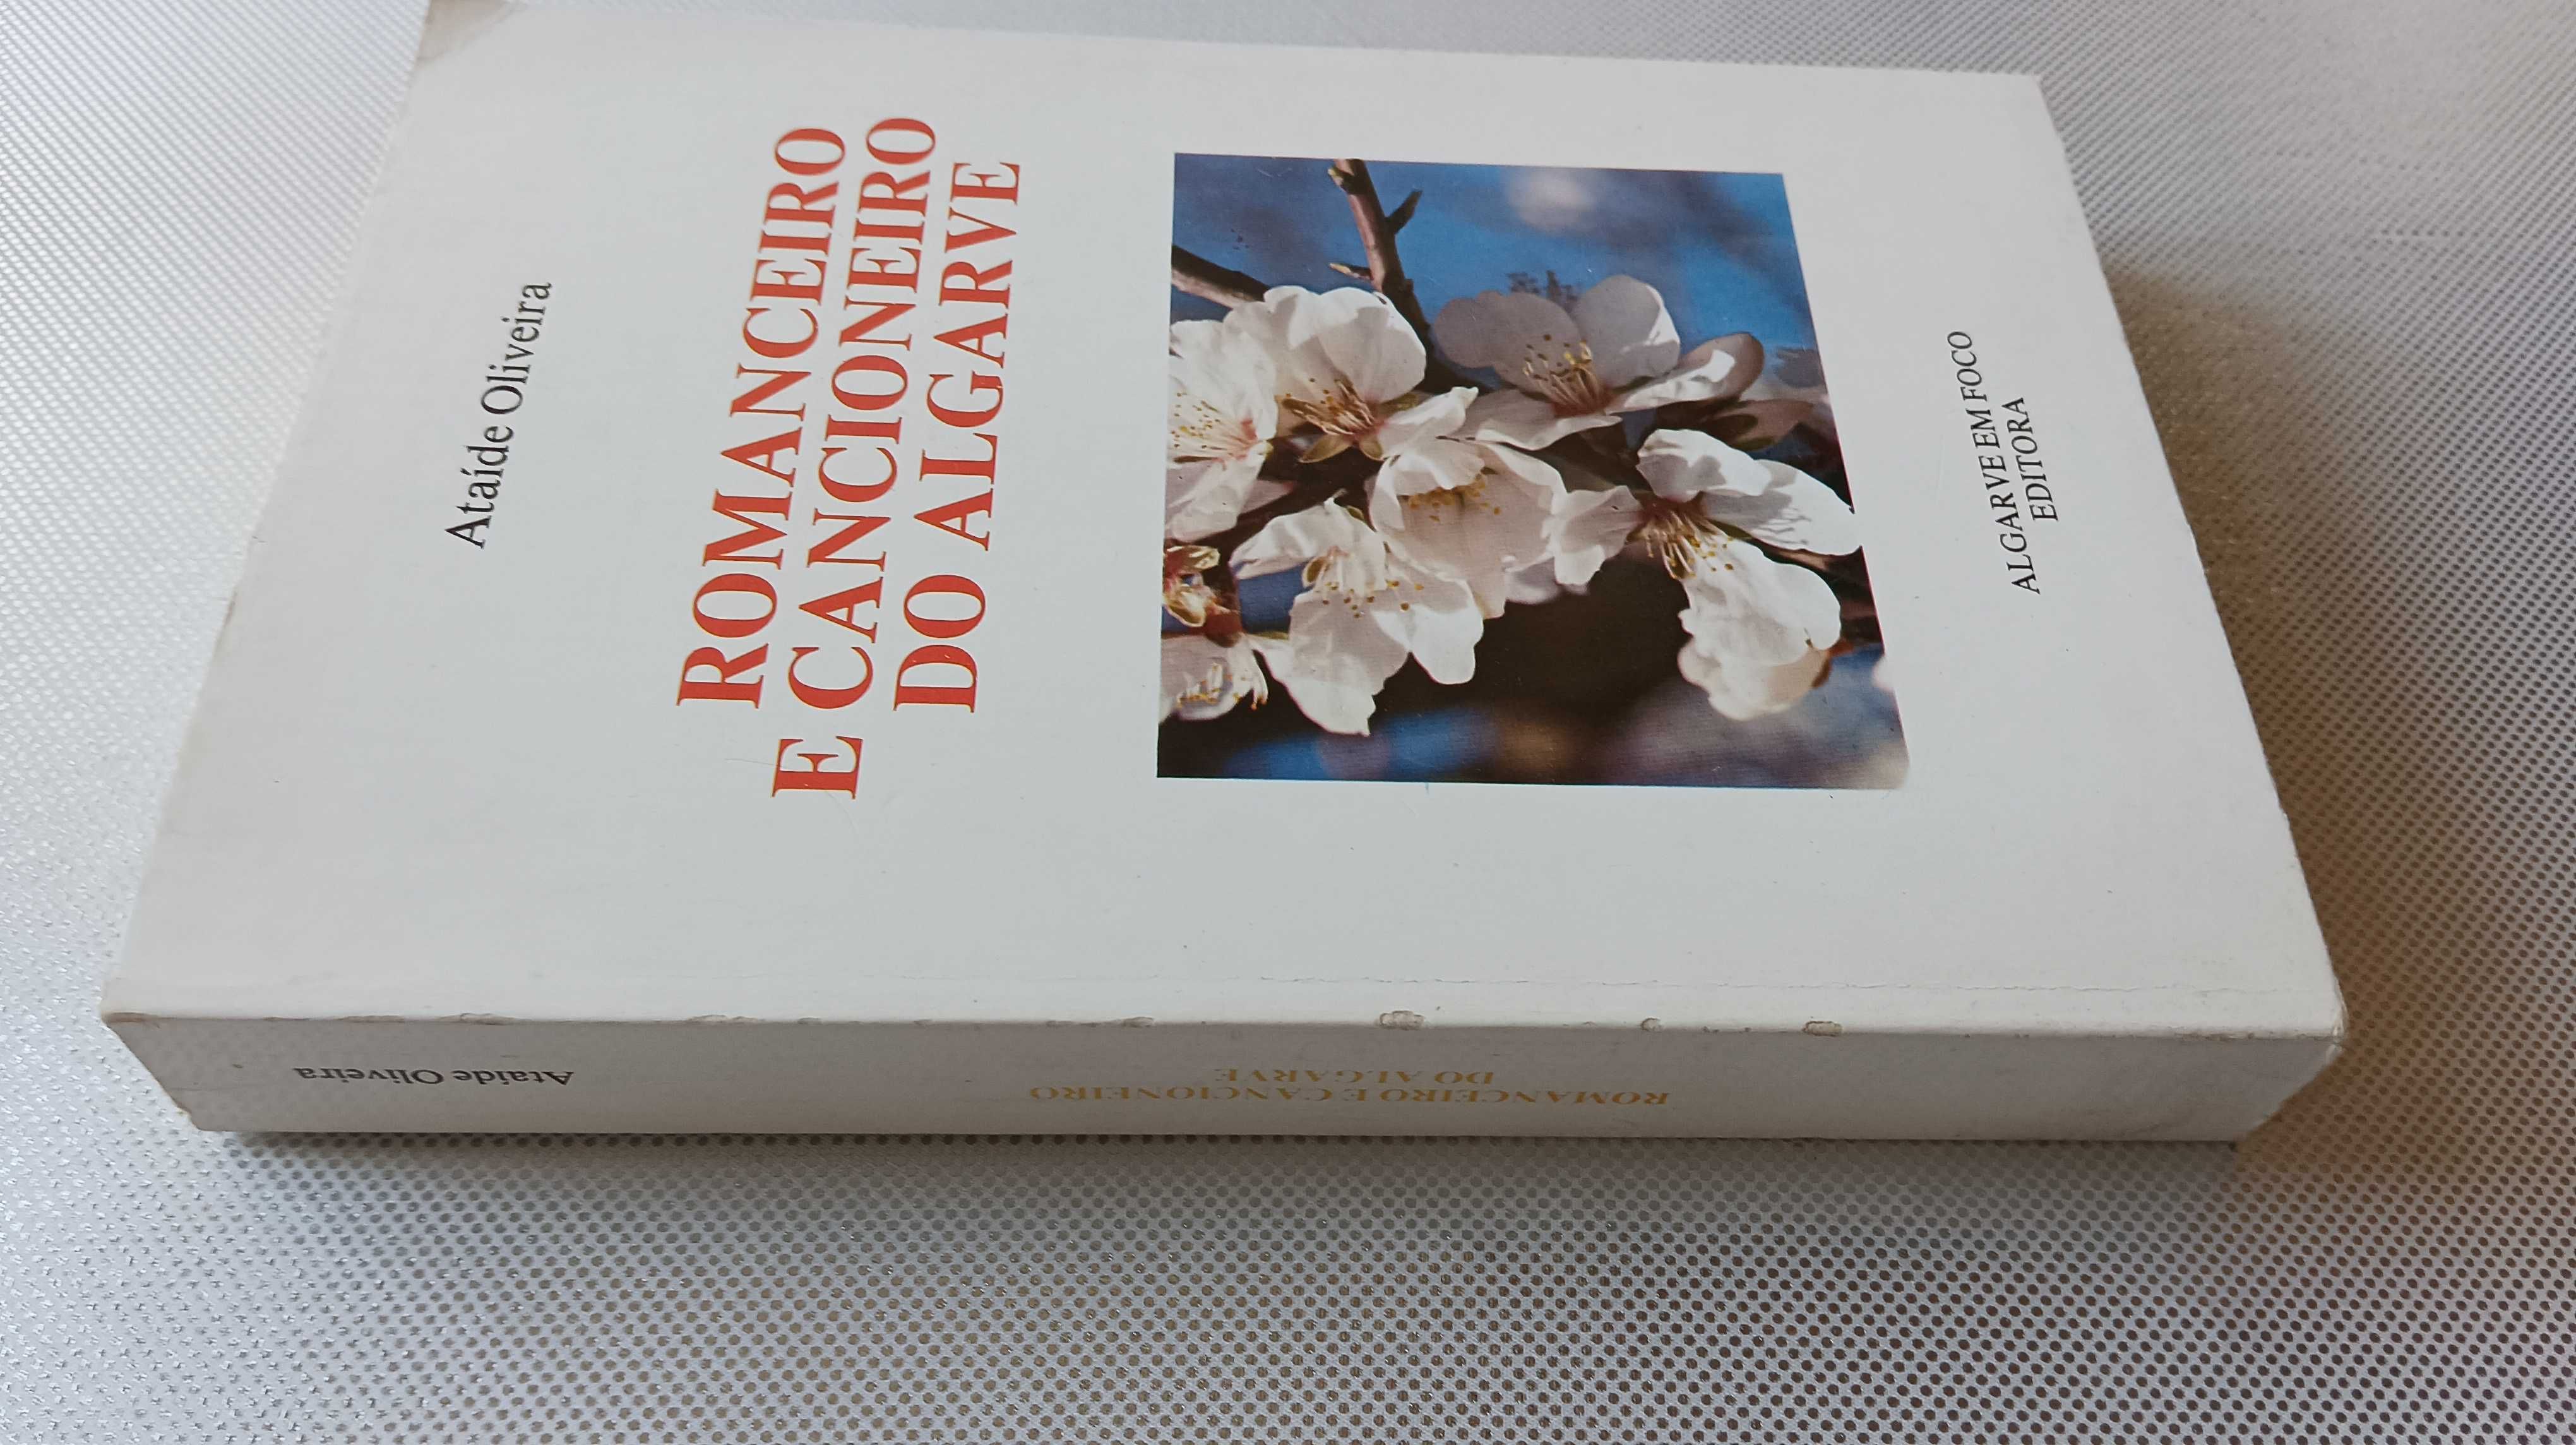 Ataíde Oliveira
ROMANCEIRO
E CANCIONEIRO
DO ALGARVE
ALGARVE EM FOCO
EDITORA
Ataíde Oliveira
ROMANCEIRO E CANCIONEIRO
DO ALGARVE